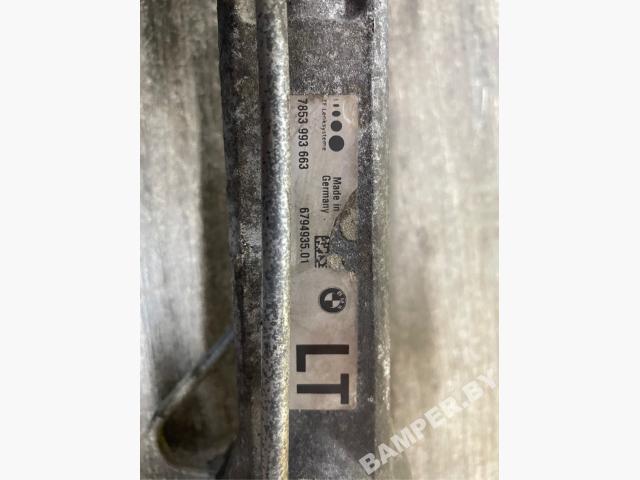 ZF Lenksysteme
7853 993 663
Made in
Germany
6794935.01
BMW
LT
BAMPER.BY